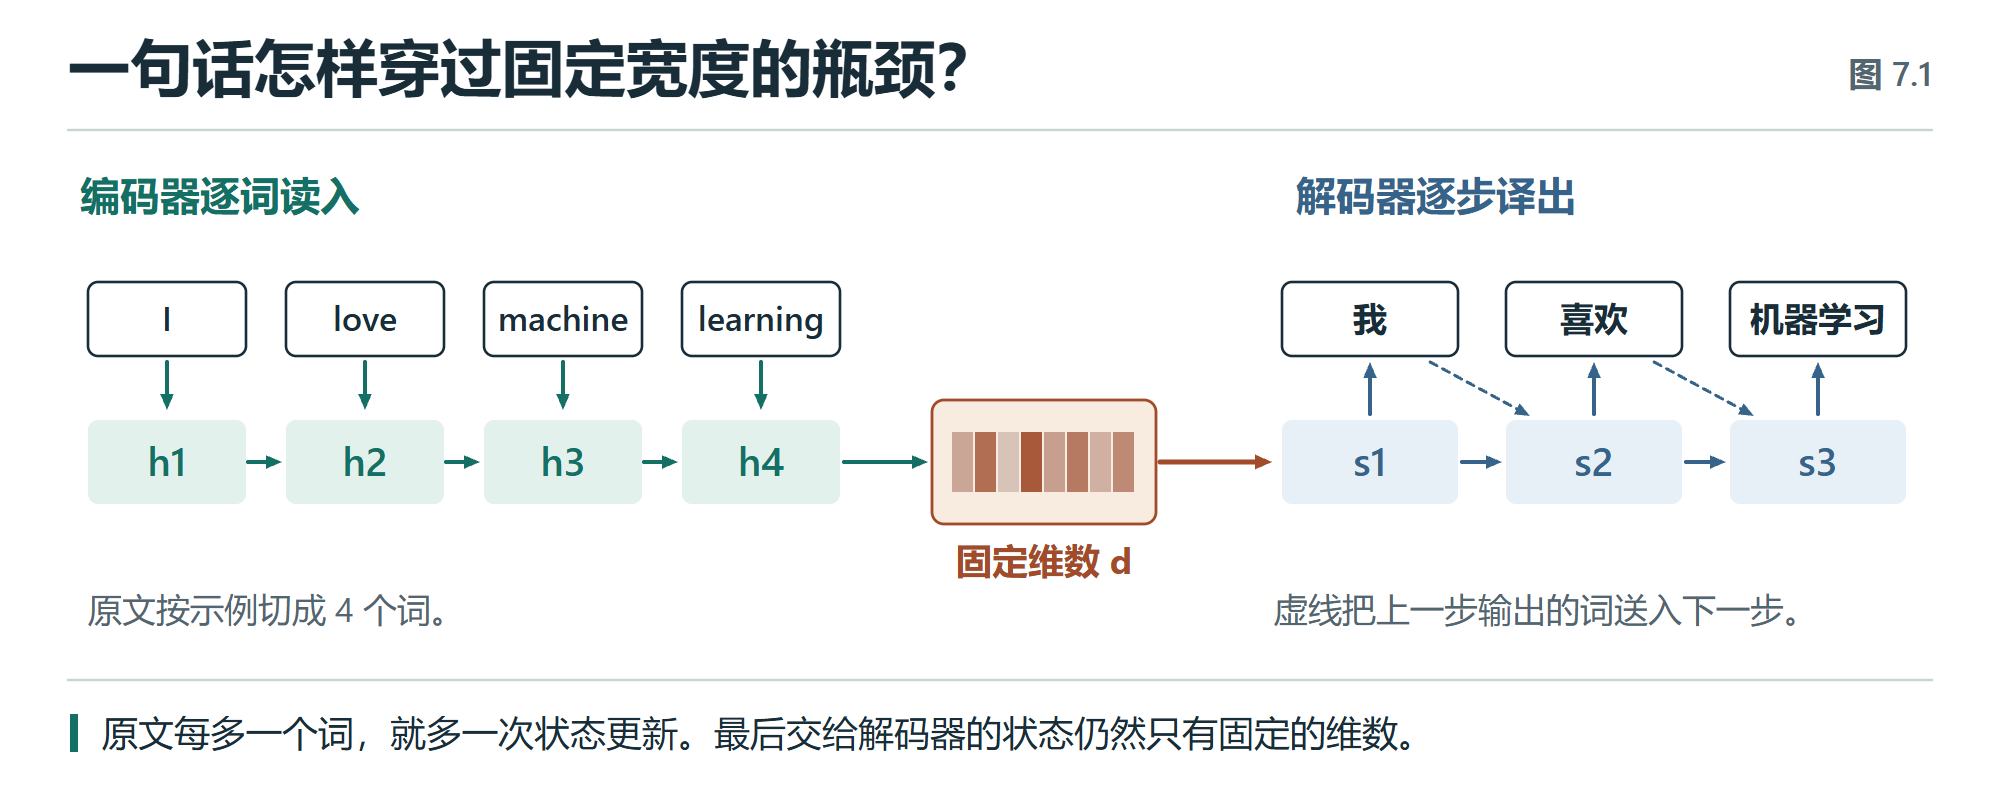 一句话怎样穿过固定宽度的瓶颈？
图 7.1
编码器逐词读入
解码器逐步译出
I love machine learning
我 喜欢 机器学习
h1 h2 h3 h4
s1 s2 s3
固定维数 d
原文按示例切成 4 个词。
虚线把上一步输出的词送入下一步。
原文每多一个词，就多一次状态更新。最后交给解码器的状态仍然只有固定的维数。